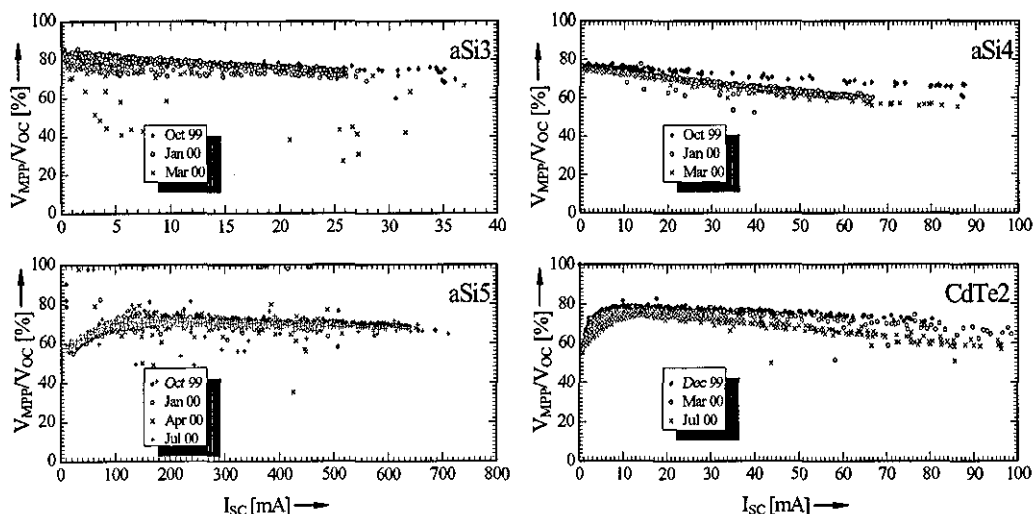 aSi3
V_MPP/V_OC [%]
100
80
60
40
20
0
Oct 99
Jan 00
Mar 00
0 5 10 15 20 25 30 35 40
aSi4
V_MPP/V_OC [%]
100
80
60
40
20
0
Oct 99
Jan 00
Mar 00
0 10 20 30 40 50 60 70 80 90 100
aSi5
V_MPP/V_OC [%]
100
80
60
40
20
0
Oct 99
Jan 00
Apr 00
Jul 00
0 100 200 300 400 500 600 700 800
I_SC [mA]
CdTe2
V_MPP/V_OC [%]
100
80
60
40
20
0
Dec 99
Mar 00
Jul 00
0 10 20 30 40 50 60 70 80 90 100
I_SC [mA]